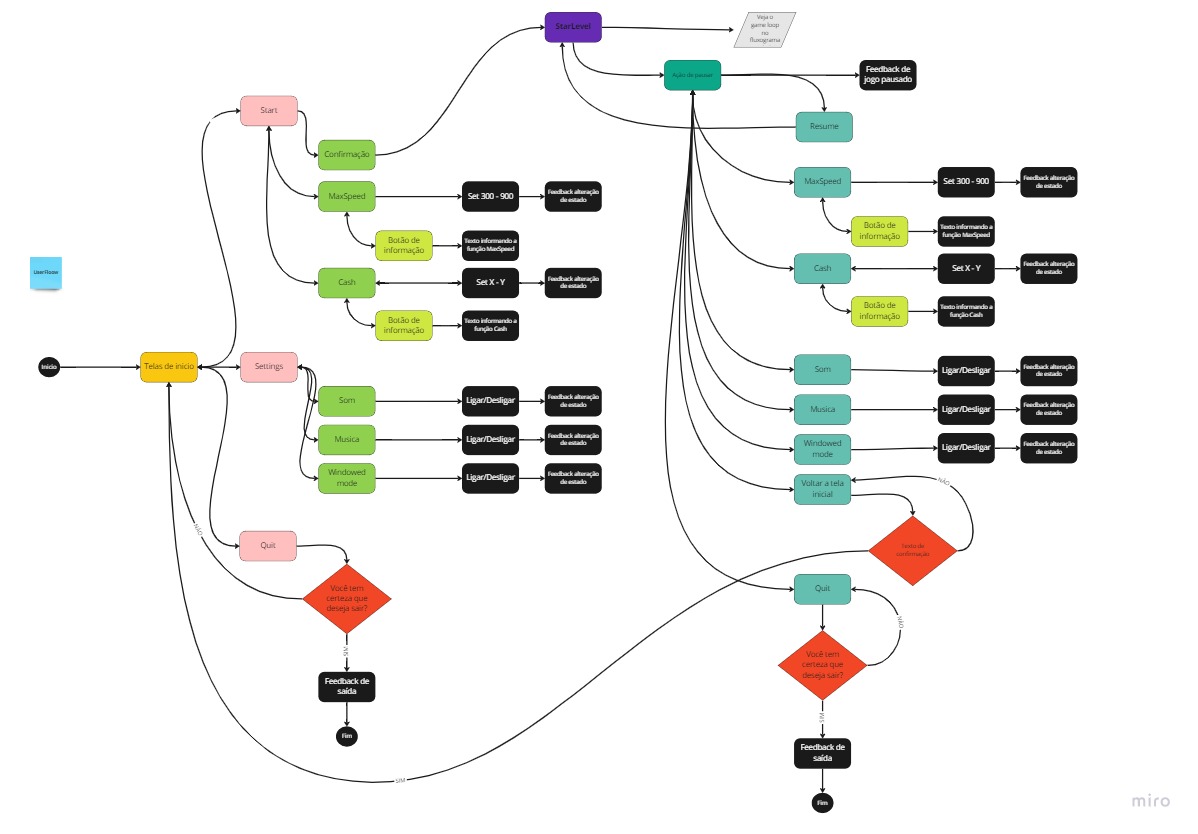 StarLevel
Veja o
game loop
no
fluxograma
Ação de pausar
Feedback de
jogo pausado
Start
Resume
Confirmação
MaxSpeed
Set 300 - 900
Feedback alteração
de estado
MaxSpeed
Set 300 - 900
Feedback alteração
de estado
Botão de
informação
Texto informando a
função MaxSpeed
Botão de
informação
Texto informando a
função MaxSpeed
User Flow
Cash
Set X - Y
Feedback alteração
de estado
Cash
Set X - Y
Feedback alteração
de estado
Botão de
informação
Texto informando a
função Cash
Botão de
informação
Texto informando a
função Cash
Inicio
Telas de inicio
Settings
Som
Ligar/Desligar
Feedback alteração
de estado
Som
Ligar/Desligar
Feedback alteração
de estado
Musica
Ligar/Desligar
Feedback alteração
de estado
Musica
Ligar/Desligar
Feedback alteração
de estado
Windowed
mode
Ligar/Desligar
Feedback alteração
de estado
Windowed
mode
Ligar/Desligar
Feedback alteração
de estado
Voltar a tela
inicial
NÃO
NÃO
Quit
Texto de
confirmação
Você tem
certeza que
deseja sair?
Quit
NÃO
SIM
Você tem
certeza que
deseja sair?
Feedback de
saída
SIM
Fim
Feedback de
saída
SIM
Fim
miro